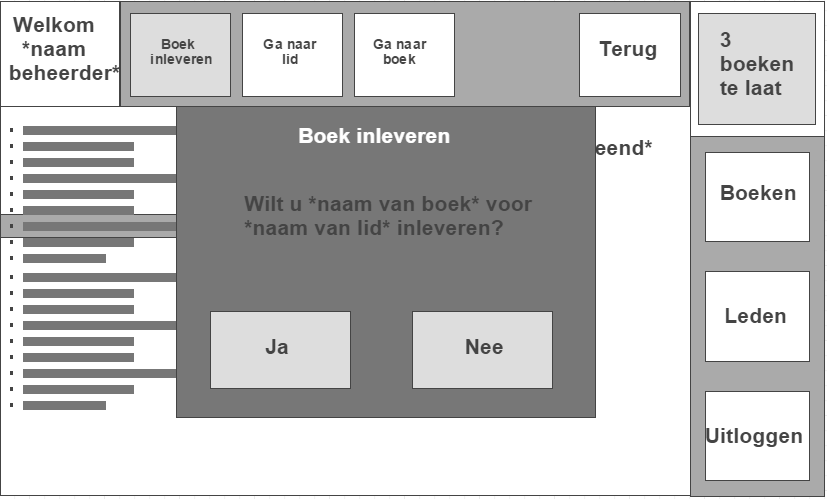 Welkom
*naam
beheerder*
Boek
inleveren
Ga naar
lid
Ga naar
boek
Terug
3
boeken
te laat
Boek inleveren
eend*
Wilt u *naam van boek* voor
*naam van lid* inleveren?
Ja
Nee
Boeken
Leden
Uitloggen